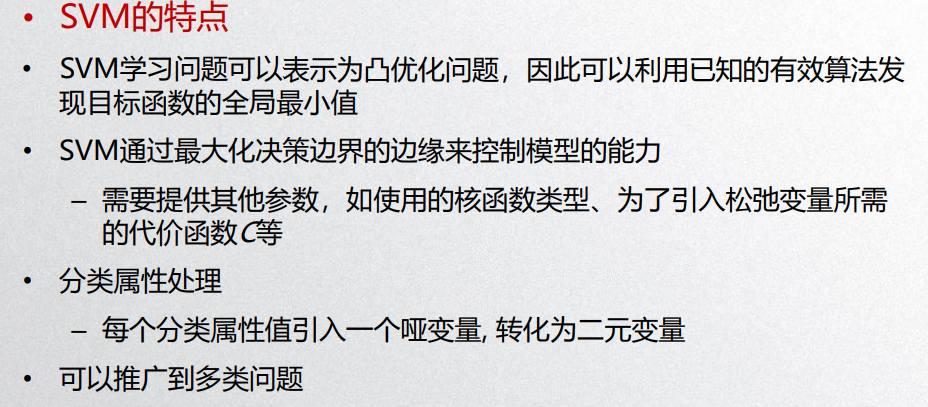 • SVM的特点
• SVM学习问题可以表示为凸优化问题，因此可以利用已知的有效算法发
现目标函数的全局最小值
• SVM通过最大化决策边界的边缘来控制模型的能力
– 需要提供其他参数，如使用的核函数类型、为了引入松弛变量所需
的代价函数C等
• 分类属性处理
– 每个分类属性值引入一个哑变量, 转化为二元变量
• 可以推广到多类问题